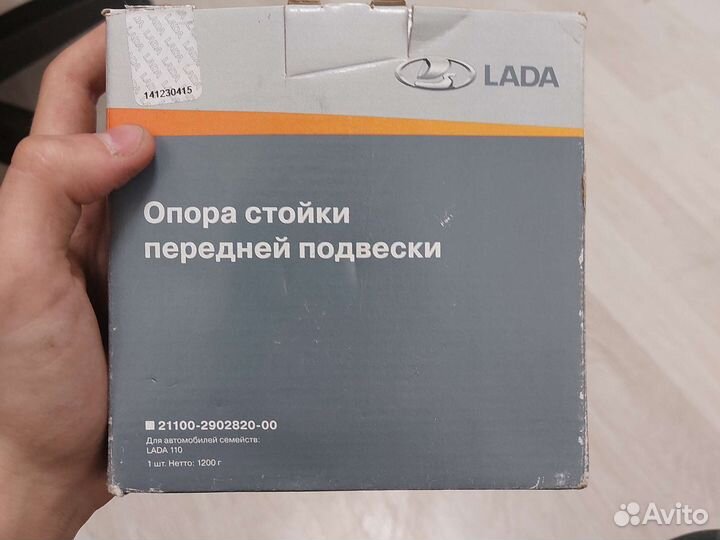 LADA
141230415
Опора стойки
передней подвески
21100-2902820-00
Для автомобилей семейств:
LADA 110
1 шт. Нетто: 1200 г
Avito